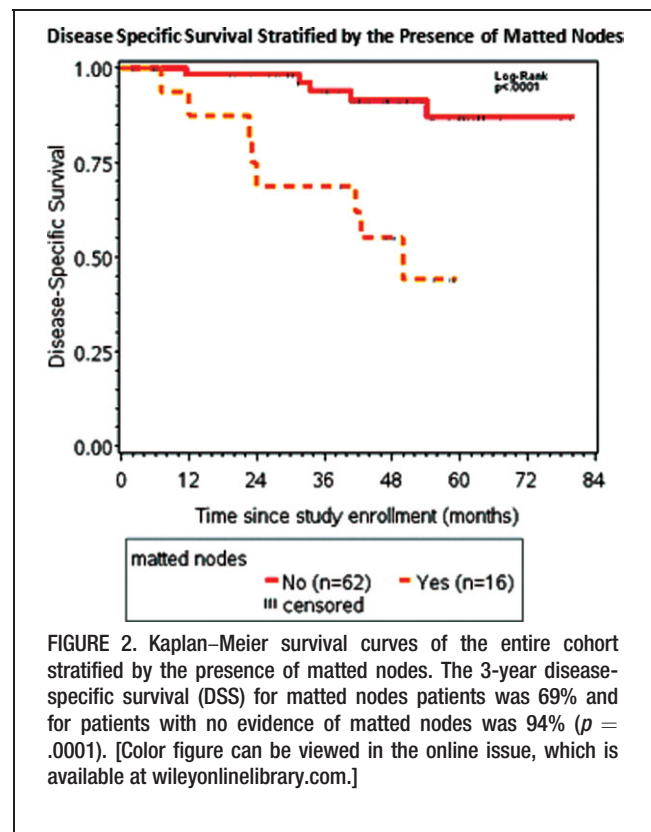 Disease Specific Survival Stratified by the Presence of Matted Nodes
1.00
0.75
0.50
0.25
0.00
Disease-Specific Survival
Log-Rank
p<.0001
0 12 24 36 48 60 72 84
Time since study enrollment (months)
matted nodes
No (n=62) Yes (n=16)
censored
FIGURE 2. Kaplan–Meier survival curves of the entire cohort
stratified by the presence of matted nodes. The 3-year disease-
specific survival (DSS) for matted nodes patients was 69% and
for patients with no evidence of matted nodes was 94% (p =
.0001). [Color figure can be viewed in the online issue, which is
available at wileyonlinelibrary.com.]